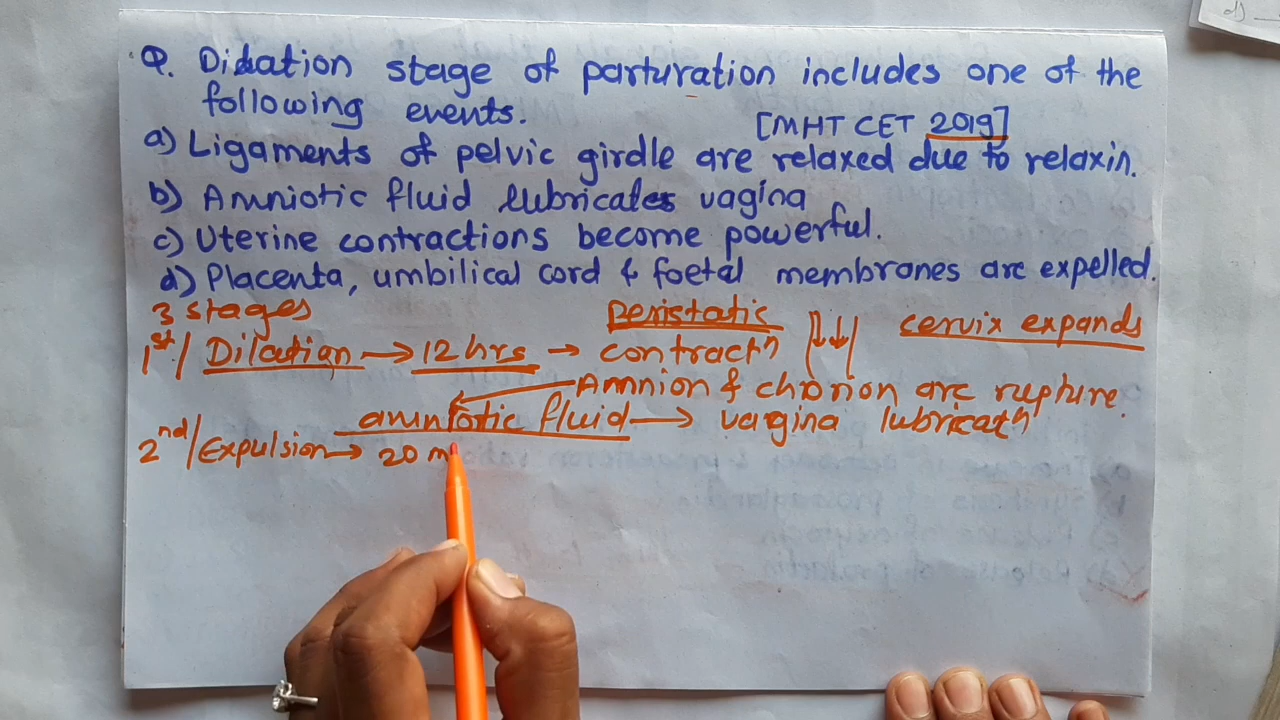 Q. Dilation stage of parturation includes one of the
following events.
[MHT CET 2019]
a) Ligaments of pelvic girdle are relaxed due to relaxin.
b) Amniotic fluid lubricates vagina
c) Uterine contractions become powerful.
d) Placenta, umbilical cord & foetal membranes are expelled.
3 stages
1st/ Dilation → 12 hrs → peristatic contractn ↓↓ cervix expands
Amnion & chorion are rupture.
amniotic fluid → vagina lubricatn
2nd/ Expulsion → 20 m